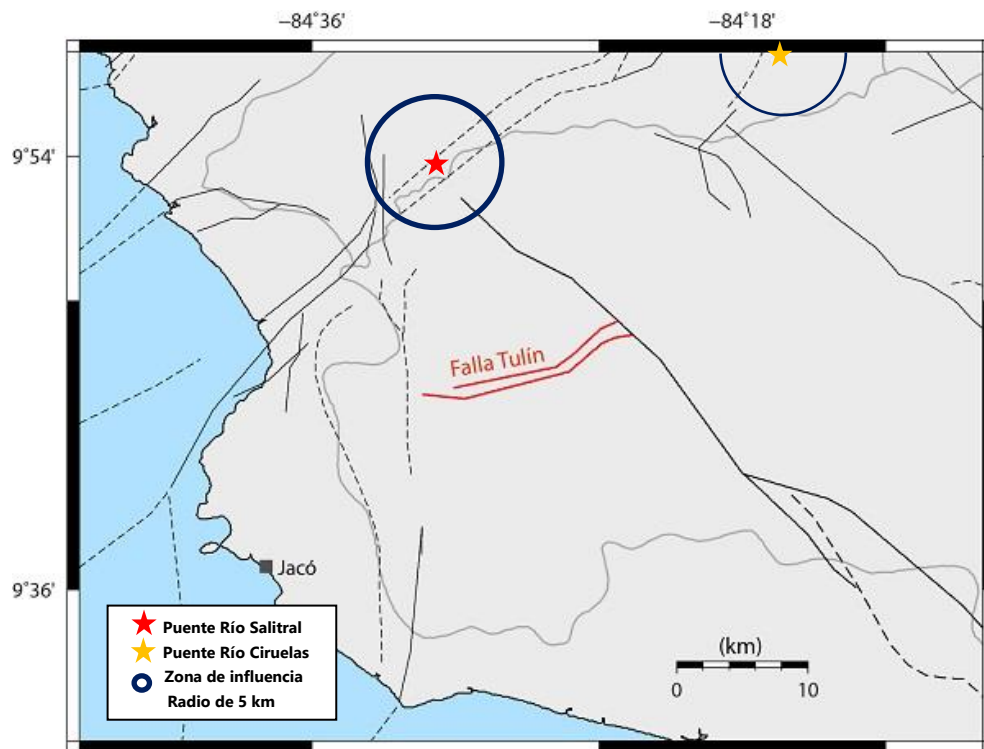 −84˚36'
−84˚18'
9˚54'
Falla Tulín
9˚36'
Jacó
Puente Río Salitral
Puente Río Ciruelas
Zona de influencia
Radio de 5 km
(km)
0
10